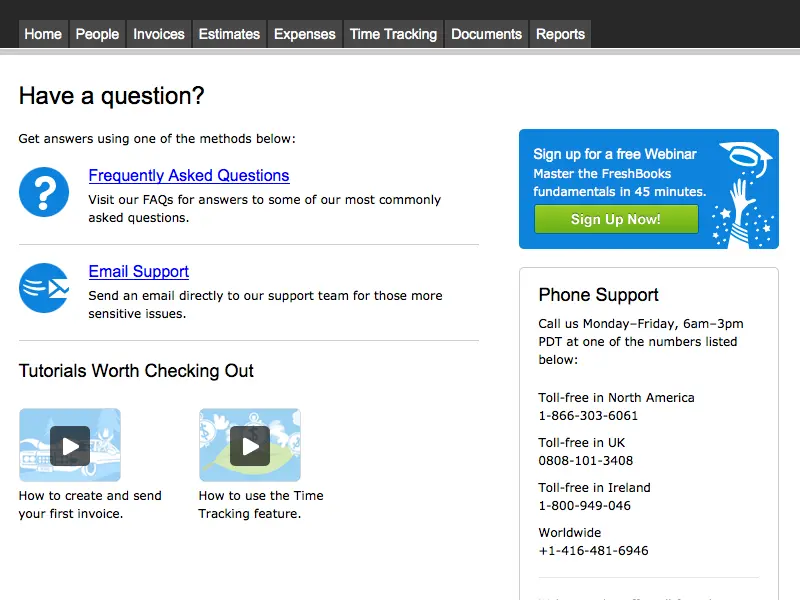 Home People Invoices Estimates Expenses Time Tracking Documents Reports
Have a question?
Get answers using one of the methods below:
Frequently Asked Questions
Visit our FAQs for answers to some of our most commonly
asked questions.
Email Support
Send an email directly to our support team for those more
sensitive issues.
Tutorials Worth Checking Out
How to create and send
your first invoice.
How to use the Time
Tracking feature.
Sign up for a free Webinar
Master the FreshBooks
fundamentals in 45 minutes.
Sign Up Now!
Phone Support
Call us Monday–Friday, 6am–3pm
PDT at one of the numbers listed
below:
Toll-free in North America
1-866-303-6061
Toll-free in UK
0808-101-3408
Toll-free in Ireland
1-800-949-046
Worldwide
+1-416-481-6946